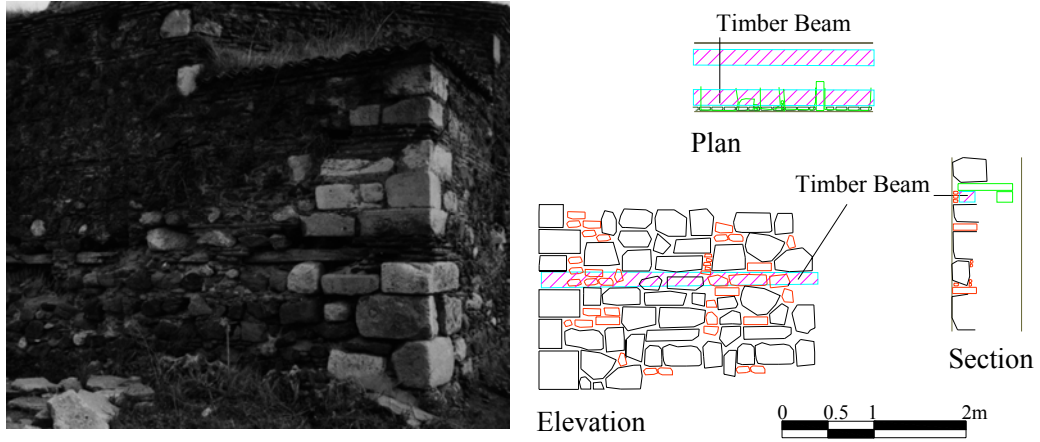 Timber Beam
Plan
Timber Beam
Elevation
Section
0 0.5 1 2m